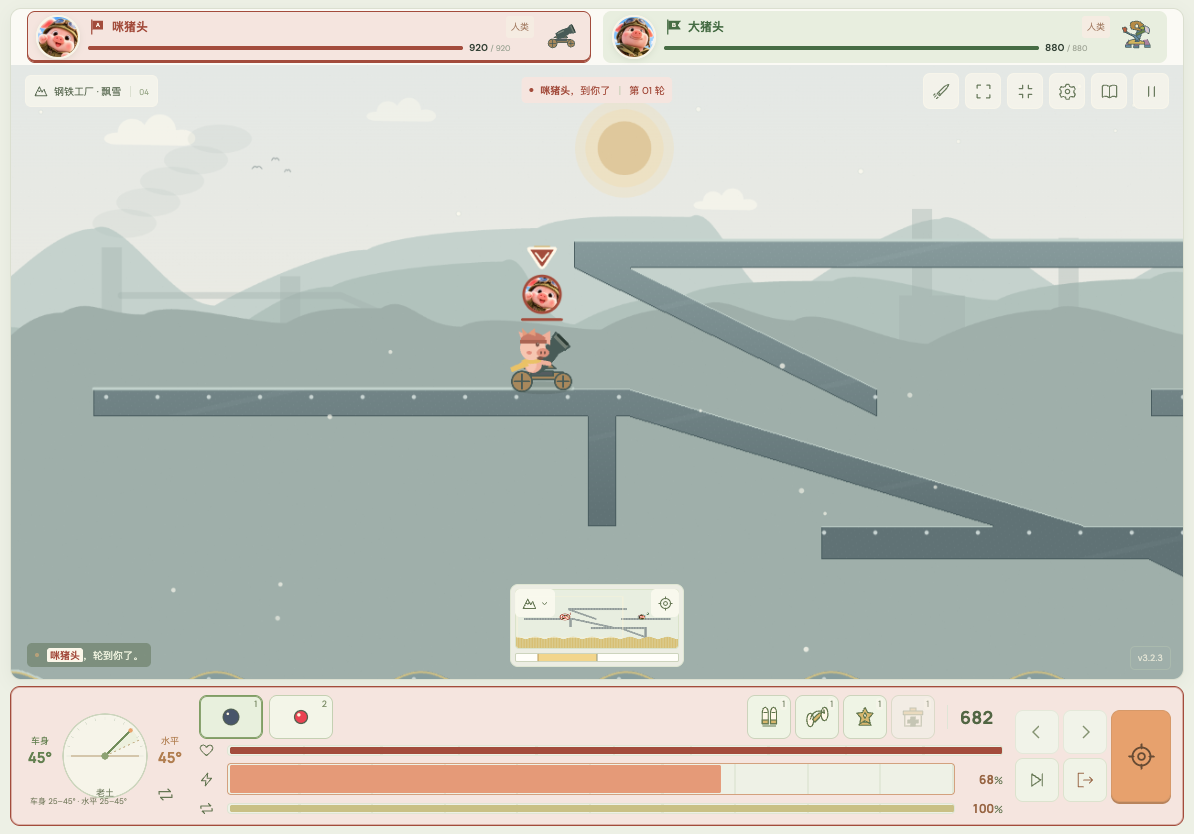 咪猪头
人类
920 / 920
大猪头
人类
880 / 880
钢铁工厂 · 飘雪 04
咪猪头，到你了 第 01 轮
咪猪头，轮到你了。
v3.2.3
车身
45°
水平
45°
老土
车身 25–45° · 水平 25–45°
1
2
1
1
1
1
682
68%
100%